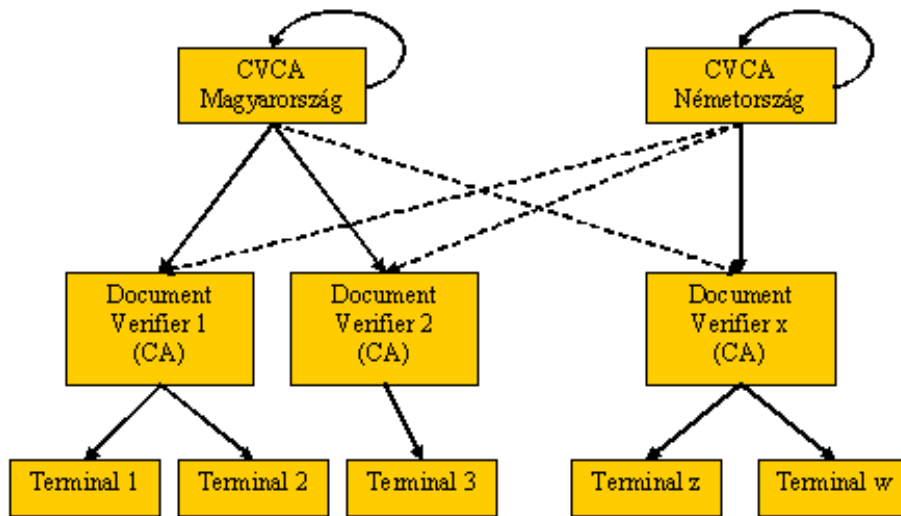 CVCA
Magyarország
CVCA
Németország
Document
Verifier 1
(CA)
Document
Verifier 2
(CA)
Document
Verifier x
(CA)
Terminal 1
Terminal 2
Terminal 3
Terminal z
Terminal w